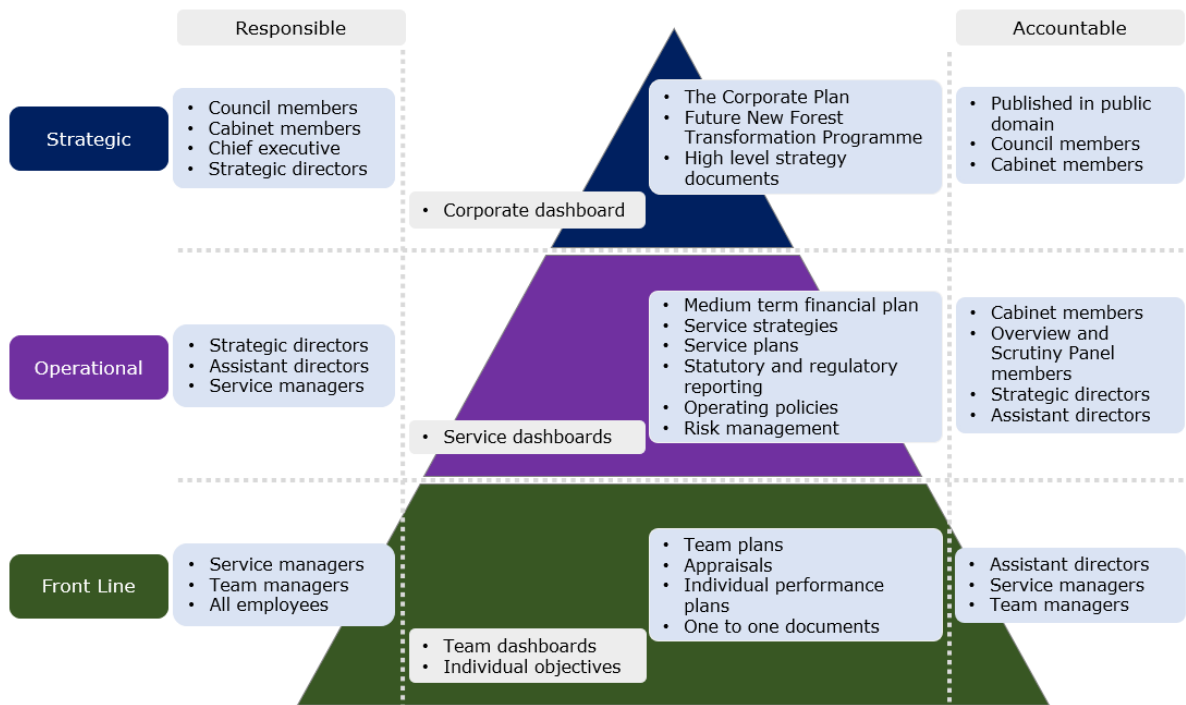 Responsible
Accountable
Strategic
• Council members
• Cabinet members
• Chief executive
• Strategic directors
• Corporate dashboard
• The Corporate Plan
• Future New Forest
Transformation Programme
• High level strategy
documents
• Published in public
domain
• Council members
• Cabinet members
Operational
• Strategic directors
• Assistant directors
• Service managers
• Service dashboards
• Medium term financial plan
• Service strategies
• Service plans
• Statutory and regulatory
reporting
• Operating policies
• Risk management
• Cabinet members
• Overview and
Scrutiny Panel
members
• Strategic directors
• Assistant directors
Front Line
• Service managers
• Team managers
• All employees
• Team dashboards
• Individual objectives
• Team plans
• Appraisals
• Individual performance
plans
• One to one documents
• Assistant directors
• Service managers
• Team managers